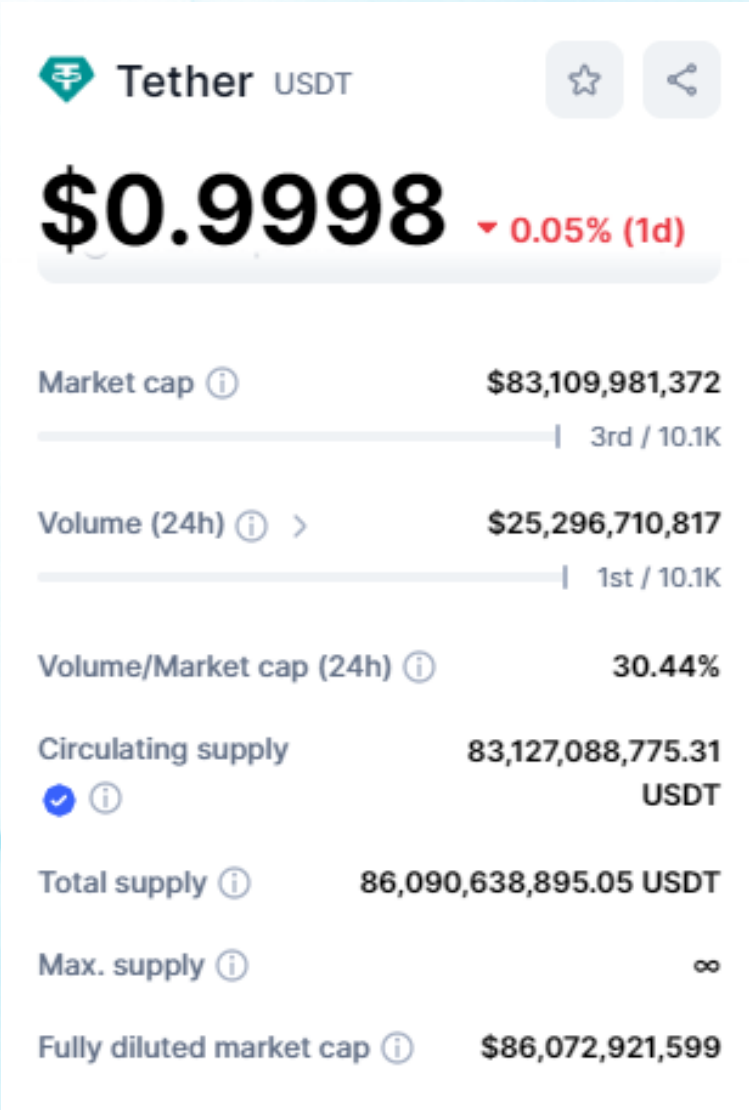 Tether USDT
$0.9998 ▼ 0.05% (1d)
Market cap $83,109,981,372
3rd / 10.1K
Volume (24h) > $25,296,710,817
1st / 10.1K
Volume/Market cap (24h) 30.44%
Circulating supply 83,127,088,775.31
USDT
Total supply 86,090,638,895.05 USDT
Max. supply ∞
Fully diluted market cap $86,072,921,599